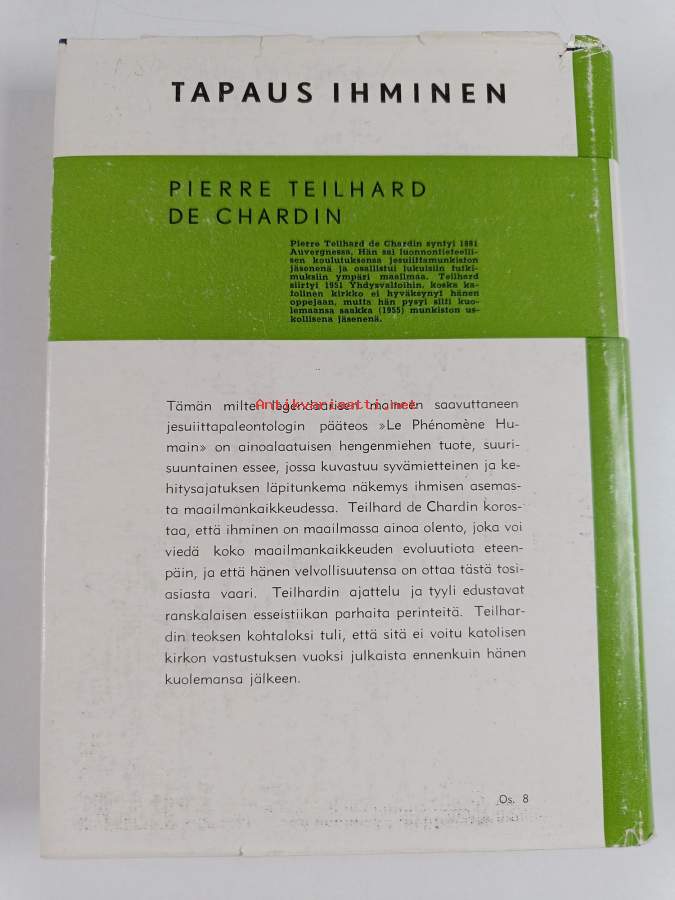 TAPAUS IHMINEN
PIERRE TEILHARD
DE CHARDIN
Pierre Teilhard de Chardin syntyi 1881
Auvergnessa. Hän sai luonnontieteelli-
sen koulutuksensa jesuiittamunkiston
jäsenenä ja osallistui lukuisiin tutki-
muksiin ympäri maailmaa. Teilhard
siirtyi 1951 Yhdysvaltoihin, koska ka-
tolinen kirkko ei hyväksynyt hänen
oppejaan, mutta hän pysyi silti kuo-
lemaansa saakka (1955) munkiston us-
kollisena jäsenenä.
Tämän miltei legendaarisen maineen saavuttaneen
Antikvariaatti.net
jesuiittapaleontologin pääteos »Le Phénomène Hu-
main» on ainoalaatuisen hengenmiehen tuote, suuri-
suuntainen essee, jossa kuvastuu syvämietteinen ja ke-
hitysajatuksen läpitunkema näkemys ihmisen asemas-
ta maailmankaikkeudessa. Teilhard de Chardin koros-
taa, että ihminen on maailmassa ainoa olento, joka voi
viedä koko maailmankaikkeuden evoluutiota eteen-
päin, ja että hänen velvollisuutensa on ottaa tästä tosi-
asiasta vaari. Teilhardin ajattelu ja tyyli edustavat
ranskalaisen esseistiikan parhaita perinteitä. Teilhar-
din teoksen kohtaloksi tuli, että sitä ei voitu katolisen
kirkon vastustuksen vuoksi julkaista ennenkuin hänen
kuolemansa jälkeen.
Os. 8